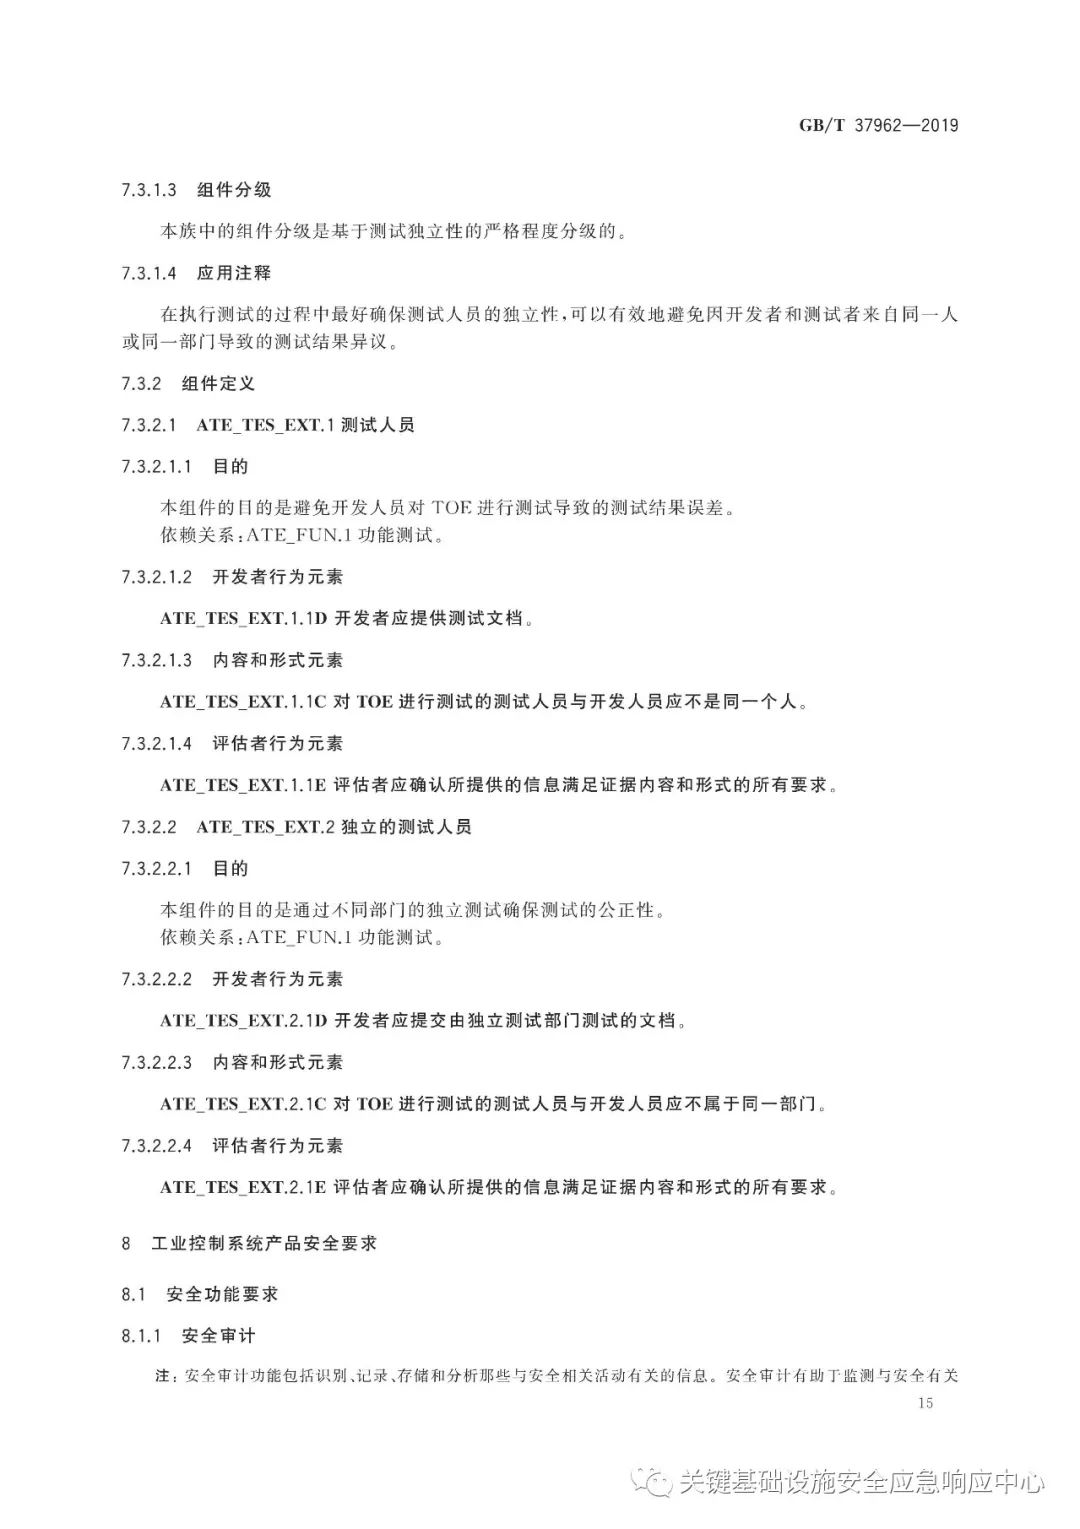 GB/T 37962—2019
7.3.1.3 组件分级
本族中的组件分级是基于测试独立性的严格程度分级的。
7.3.1.4 应用注释
在执行测试的过程中最好确保测试人员的独立性,可以有效地避免因开发者和测试者来自同一人
或同一部门导致的测试结果异议。
7.3.2 组件定义
7.3.2.1 ATE_TES_EXT.1 测试人员
7.3.2.1.1 目的
本组件的目的是避免开发人员对 TOE 进行测试导致的测试结果误差。
依赖关系:ATE_FUN.1 功能测试。
7.3.2.1.2 开发者行为元素
ATE_TES_EXT.1.1D 开发者应提供测试文档。
7.3.2.1.3 内容和形式元素
ATE_TES_EXT.1.1C 对 TOE 进行测试的测试人员与开发人员应不是同一个人。
7.3.2.1.4 评估者行为元素
ATE_TES_EXT.1.1E 评估者应确认所提供的信息满足证据内容和形式的所有要求。
7.3.2.2 ATE_TES_EXT.2 独立的测试人员
7.3.2.2.1 目的
本组件的目的是通过不同部门的独立测试确保测试的公正性。
依赖关系:ATE_FUN.1 功能测试。
7.3.2.2.2 开发者行为元素
ATE_TES_EXT.2.1D 开发者应提交由独立测试部门测试的文档。
7.3.2.2.3 内容和形式元素
ATE_TES_EXT.2.1C 对 TOE 进行测试的测试人员与开发人员应不属于同一部门。
7.3.2.2.4 评估者行为元素
ATE_TES_EXT.2.1E 评估者应确认所提供的信息满足证据内容和形式的所有要求。
8 工业控制系统产品安全要求
8.1 安全功能要求
8.1.1 安全审计
注:安全审计功能包括识别、记录、存储和分析那些与安全相关活动有关的信息。安全审计有助于监测与安全有关
15
关键基础设施安全应急响应中心